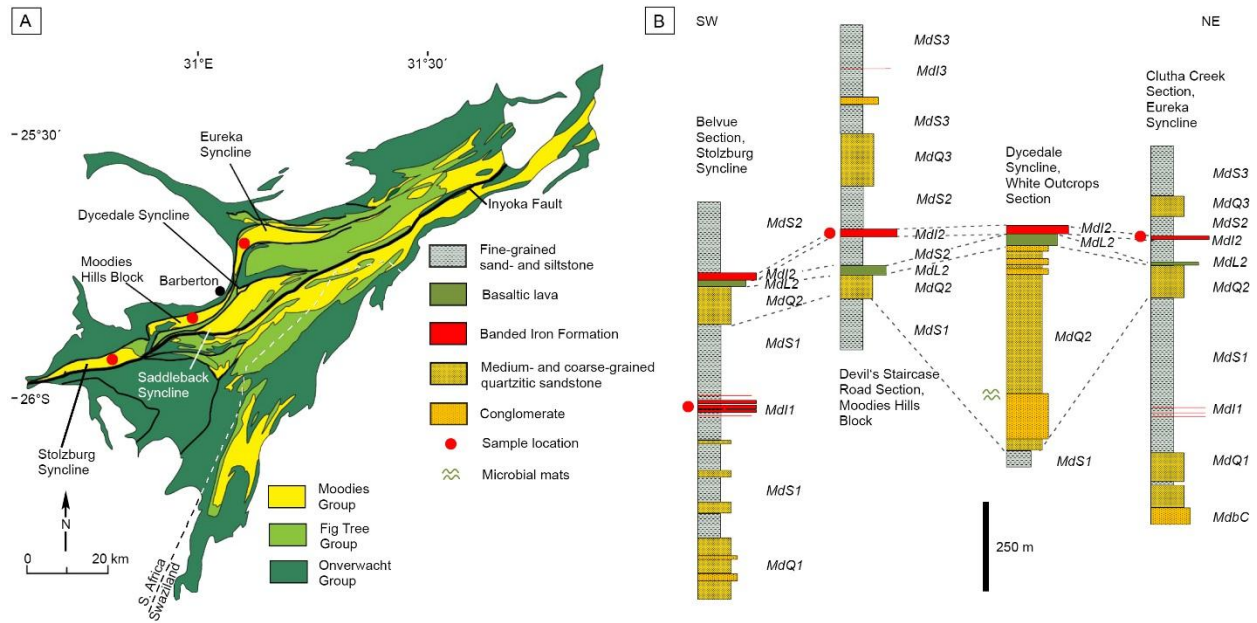 A
31°E
31°30´
25°30´
26°S
Eureka
Syncline
Dycedale Syncline
Moodies
Hills Block
Barberton
Inyoka Fault
Saddleback
Syncline
Stolzburg
Syncline
N
0 20 km
S. Africa
Swaziland
Fine-grained
sand- and siltstone
Basaltic lava
Banded Iron Formation
Medium- and coarse-grained
quartzitic sandstone
Conglomerate
Sample location
Microbial mats
Moodies
Group
Fig Tree
Group
Onverwacht
Group
B
SW
NE
Belvue
Section,
Stolzburg
Syncline
MdS2
MdI2
MdL2
MdQ2
MdS1
MdI1
MdS1
MdQ1
MdS3
MdI3
MdS3
MdQ3
MdS2
MdI2
MdS2
MdL2
MdQ2
MdS1
Devil's Staircase
Road Section,
Moodies Hills
Block
Dycedale
Syncline,
White Outcrops
Section
MdI2
MdL2
MdQ2
MdS1
250 m
Clutha Creek
Section,
Eureka
Syncline
MdS3
MdQ3
MdS2
MdI2
MdL2
MdQ2
MdS1
MdI1
MdQ1
MdbC